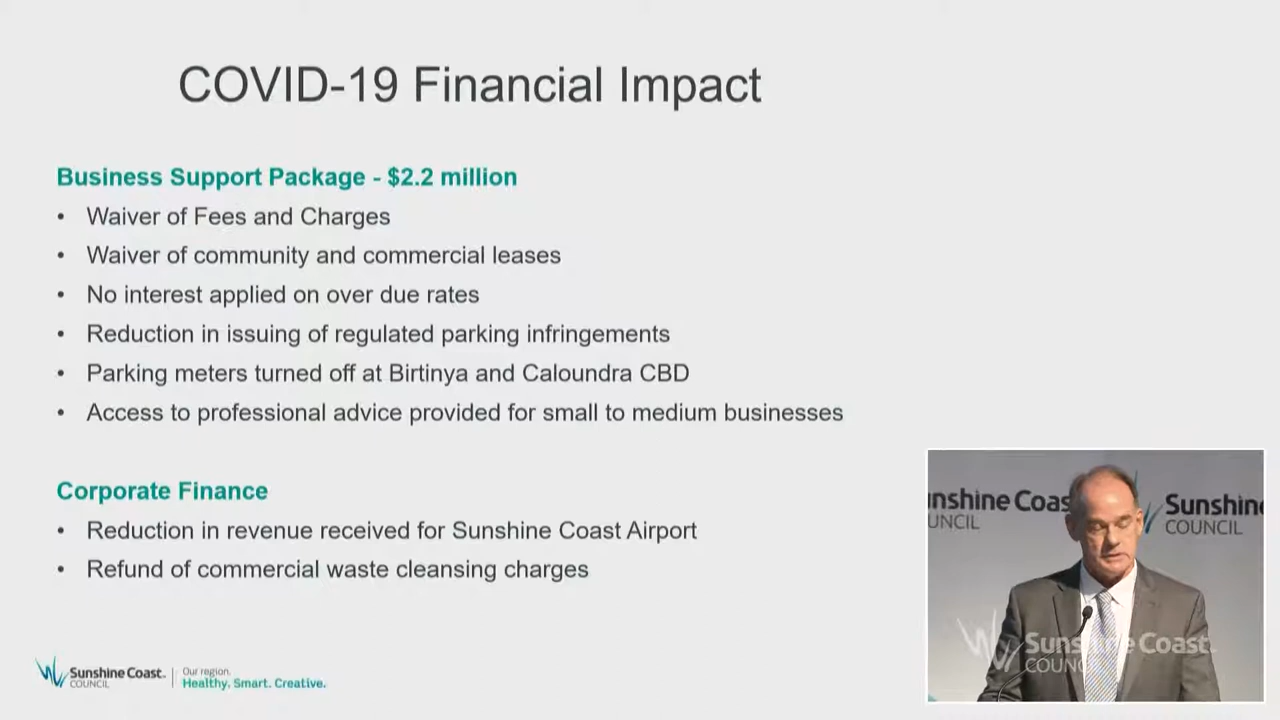 COVID-19 Financial Impact
Business Support Package - $2.2 million
• Waiver of Fees and Charges
• Waiver of community and commercial leases
• No interest applied on over due rates
• Reduction in issuing of regulated parking infringements
• Parking meters turned off at Birtinya and Caloundra CBD
• Access to professional advice provided for small to medium businesses
Corporate Finance
• Reduction in revenue received for Sunshine Coast Airport
• Refund of commercial waste cleansing charges
Sunshine Coast.
COUNCIL
Our region.
Healthy. Smart. Creative.
nshine Coas
UNCIL
Sunshine
COUNCIL
Sunshine Coast.
COUNCIL